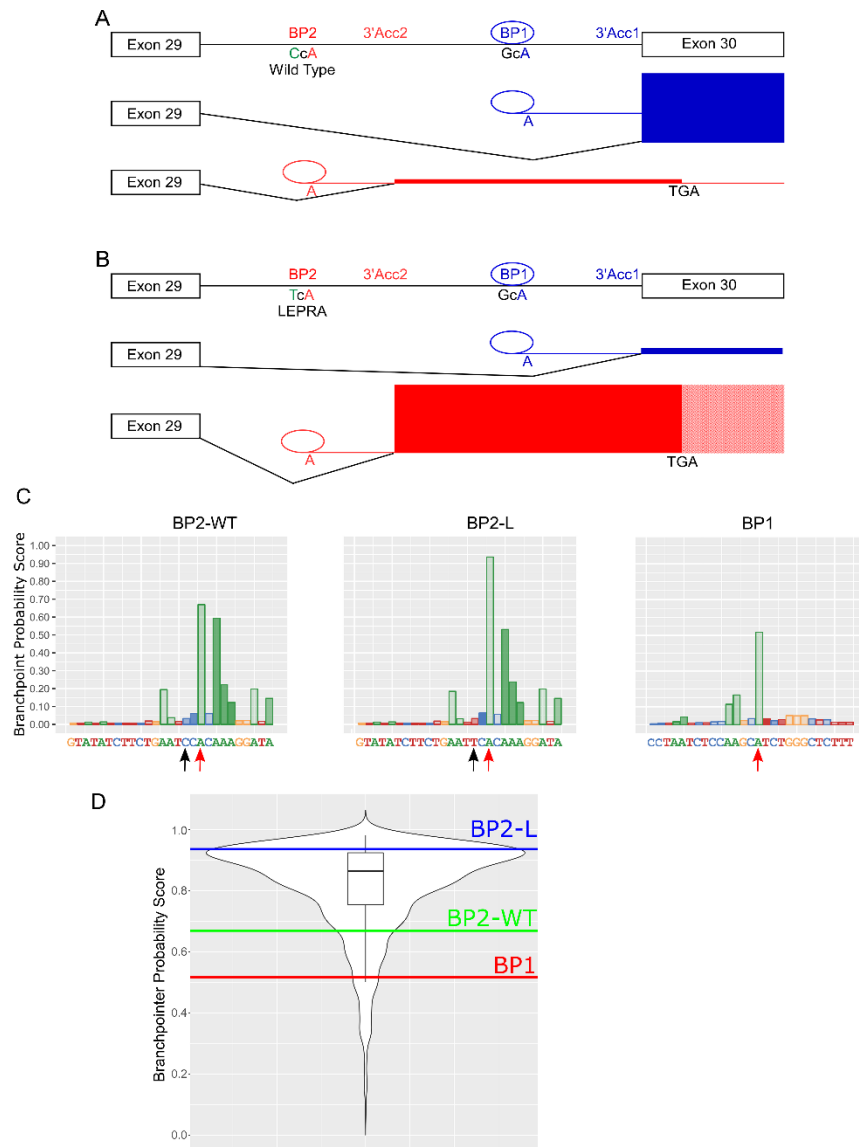 A
BP2 3'Acc2 BP1 3'Acc1
Exon 29 Exon 30
CcA GcA
Wild Type
Exon 29
A
Exon 29
A
TGA
B
BP2 3'Acc2 BP1 3'Acc1
Exon 29 Exon 30
TcA GcA
LEPRA
Exon 29
A
Exon 29
A
TGA
C
BP2-WT BP2-L BP1
Branchpoint Probability Score
1.00
0.90
0.80
0.70
0.60
0.50
0.40
0.30
0.20
0.10
0.00
GTATATCTTCTGAATCCACAAAGGATA GTATATCTTCTGAATTCACAAAGGATA CCTAATCTCCAAGCATCTGGGCTCTTT
D
Branchpointer Probability Score
1.0
0.8
0.6
0.4
0.2
0.0
BP2-L
BP2-WT
BP1